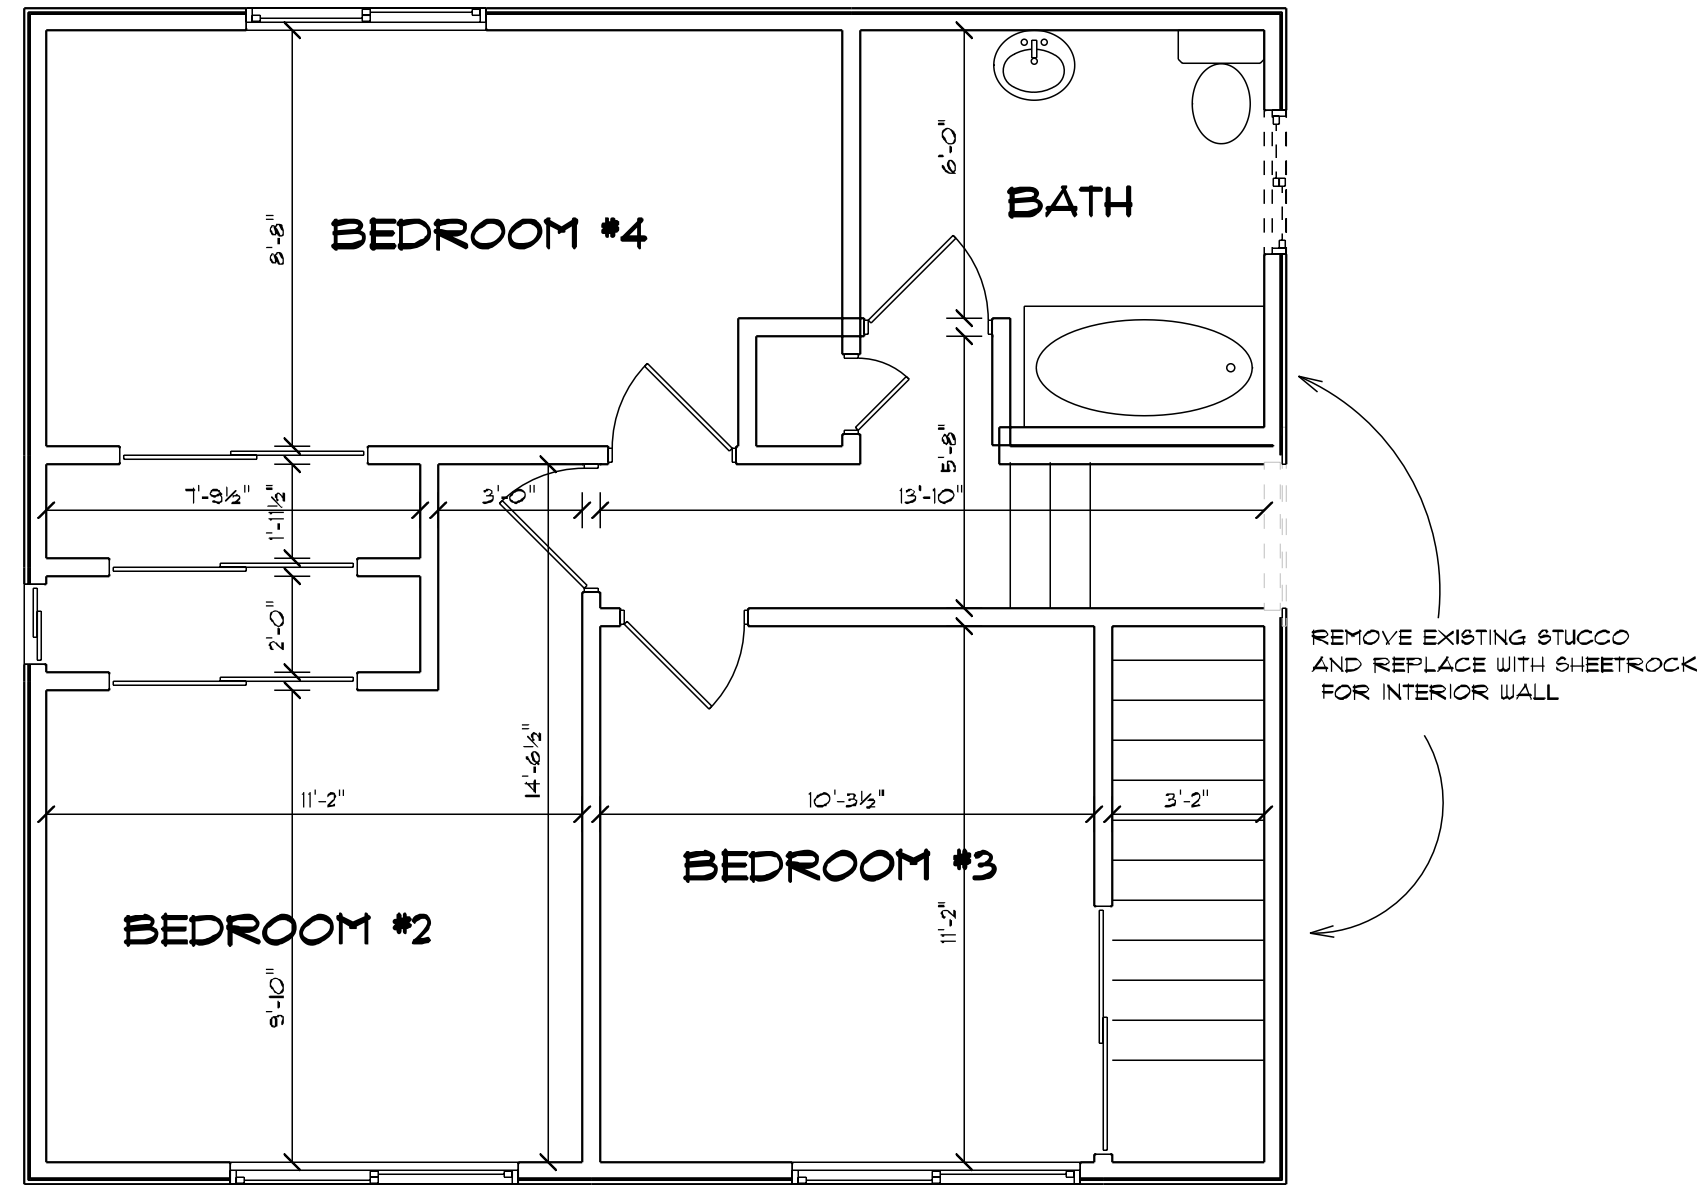 6'-0"
BATH
8'-8"
BEDROOM #4
5'-8"
7'-9½"
1'-11½"
3'-0"
13'-10"
2'-0"
REMOVE EXISTING STUCCO
AND REPLACE WITH SHEETROCK
FOR INTERIOR WALL
14'-6½"
11'-2"
10'-3½"
3'-2"
BEDROOM #3
BEDROOM #2
11'-2"
9'-10"